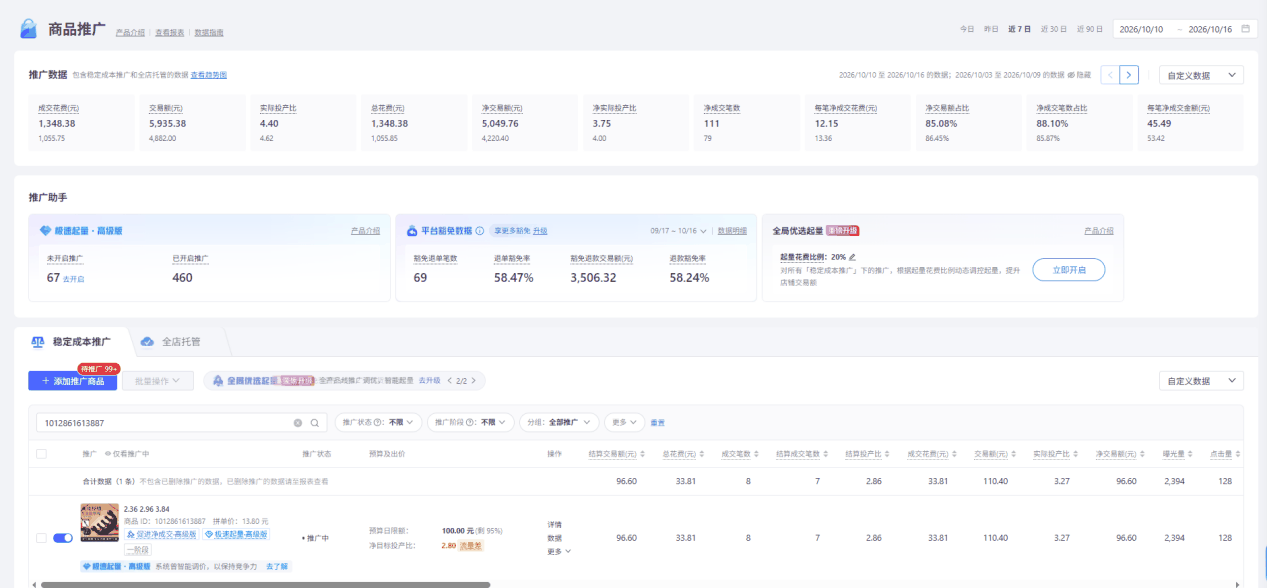 商品推广 产品介绍 查看报表 数据指南
今日 昨日 近7日 近30日 近90日 2026/10/10 ~ 2026/10/16
推广数据 包含稳定成本推广和全店托管的数据 查看趋势图
2026/10/10 至 2026/10/16 的数据; 2026/10/03 至 2026/10/09 的数据 隐藏
自定义数据
成交花费(元) 交易额(元) 实际投产比 总花费(元) 净交易额(元) 净实际投产比 净成交笔数 每笔净成交花费(元) 净交易额占比 净成交笔数占比 每笔净成交金额(元)
1,348.38 5,935.38 4.40 1,348.38 5,049.76 3.75 111 12.15 85.08% 88.10% 45.49
1,055.75 4,882.00 4.62 1,055.85 4,220.40 4.00 79 13.36 86.45% 85.87% 53.42
推广助手
极速起量·高级版 产品介绍
未开启推广 已开启推广
67 去开启 460
平台豁免数据 享更多豁免 升级 09/17 ~ 10/16 数据明细
豁免退单笔数 退单豁免率 豁免退款交易额(元) 退款豁免率
69 58.47% 3,506.32 58.24%
全局优选起量 重磅升级 产品介绍
起量花费比例: 20%
对所有「稳定成本推广」下的推广，根据起量花费比例动态调控起量，提升
店铺交易额
立即开启
稳定成本推广 全店托管
待推广 99+
+ 添加推广商品 批量操作 去升级 < 2/2 >
自定义数据
1012861613887 推广状态: 不限 推广阶段: 不限 分组: 全部推广 更多 重置
推广 仅看推广中 推广状态 预算及出价 操作 结算交易额(元) 总花费(元) 成交笔数 结算成交笔数 结算投产比 成交花费(元) 交易额(元) 实际投产比 净交易额(元) 曝光量 点击量
合计数据（1 条）不包含已删除推广的数据，已删除推广的数据请至报表查看 96.60 33.81 8 7 2.86 33.81 110.40 3.27 96.60 2,394 128
2.36 2.96 3.84
商品 ID: 1012861613887 拼单价: 13.80 元
促进净成交·高级版 极速起量·高级版
一阶段
推广中
预算日限额: 100.00 元(剩 95%)
净目标投产比: 2.80 流量差
详情
数据
更多
96.60 33.81 8 7 2.86 33.81 110.40 3.27 96.60 2,394 128
极速起量·高级版 系统曾智能调价，以保持竞争力 去了解